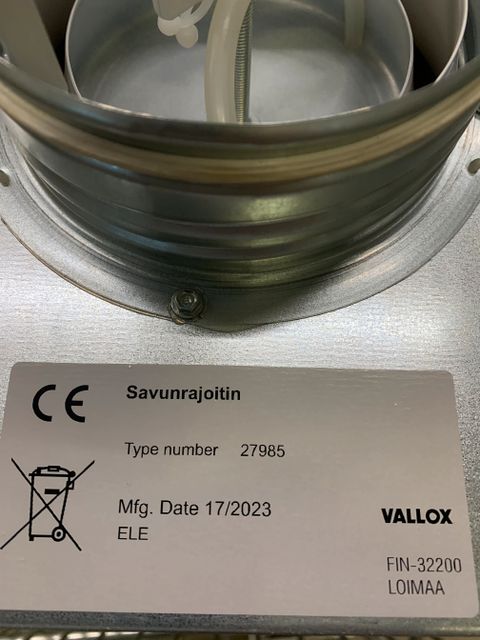 CE
Savunrajoitin
Type number 27985
Mfg. Date 17/2023
ELE
VALLOX
FIN-32200
LOIMAA